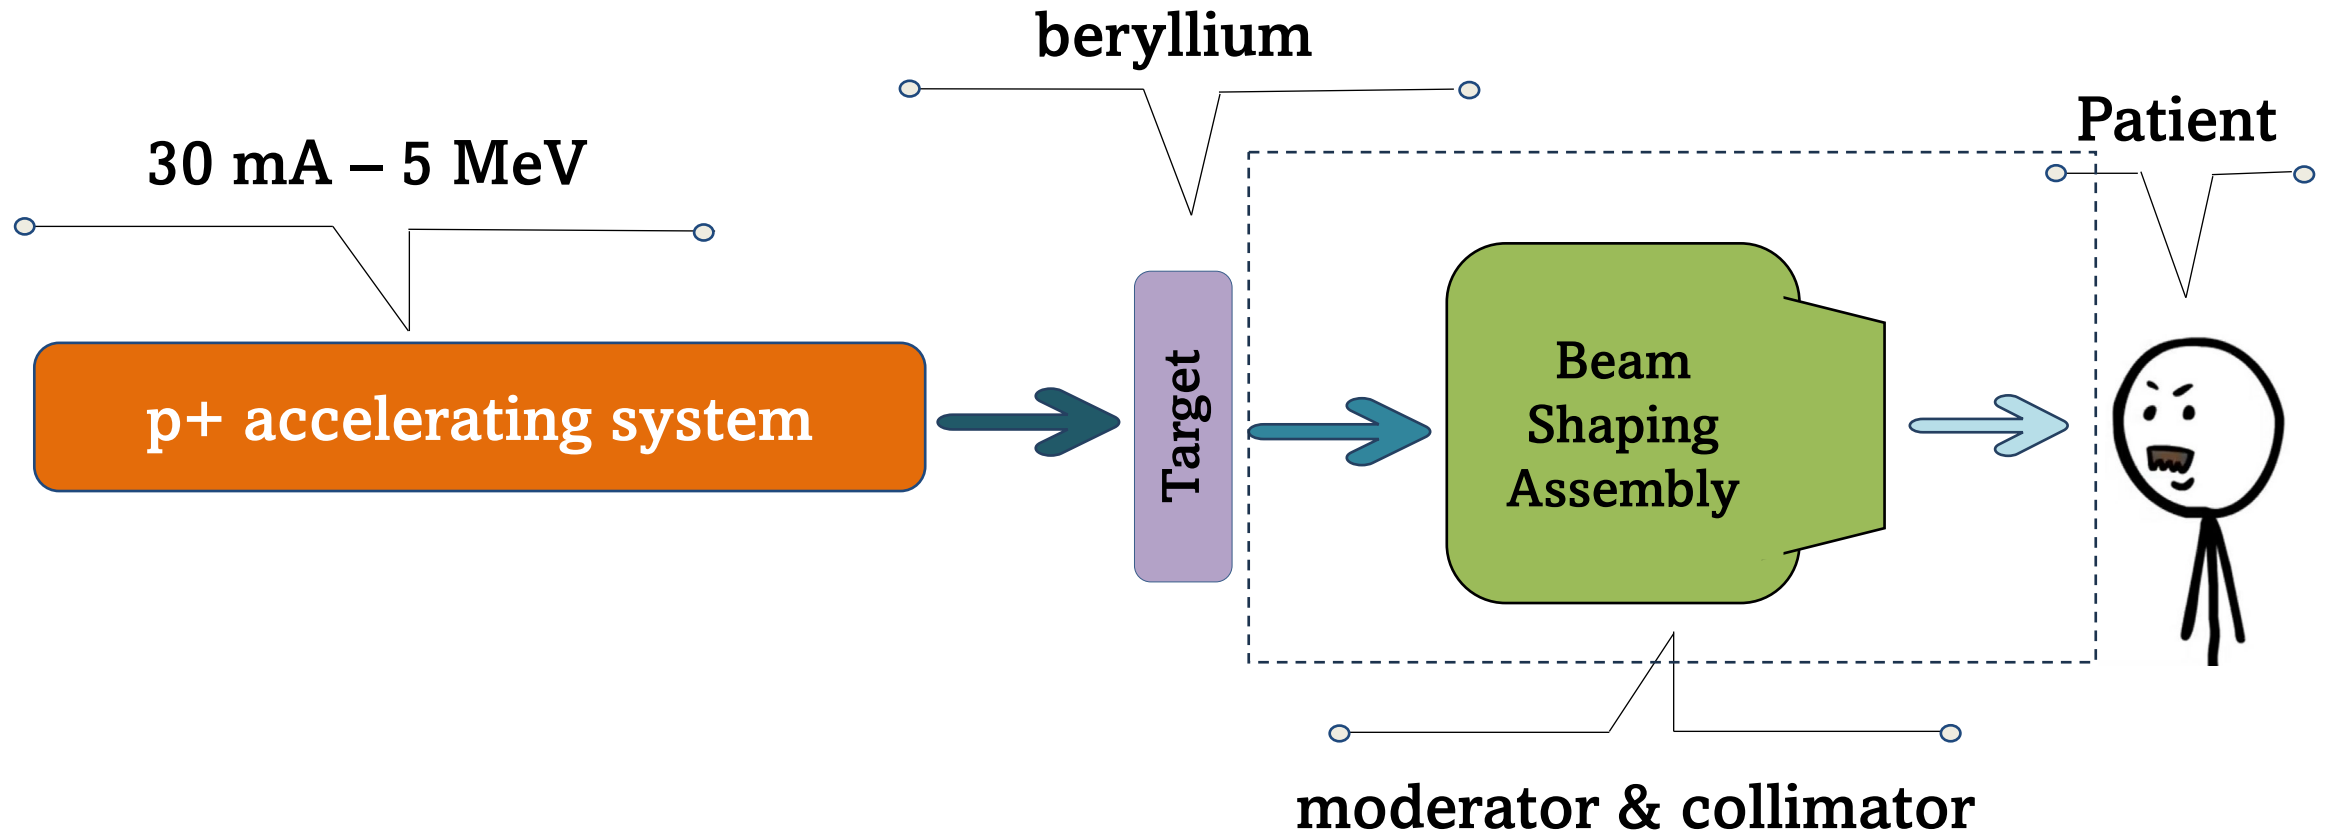 beryllium
Patient
30 mA – 5 MeV
p+ accelerating system
Target
Beam
Shaping
Assembly
moderator & collimator